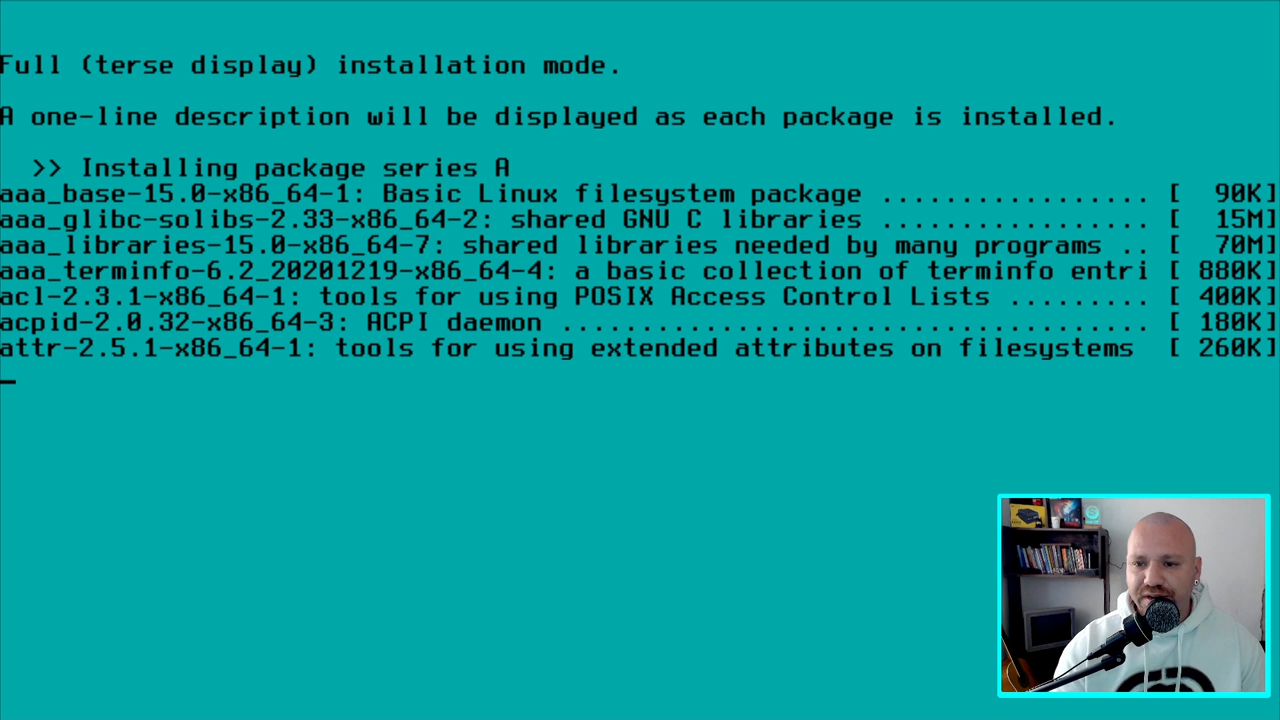 Full (terse display) installation mode.
A one-line description will be displayed as each package is installed.
>> Installing package series A
aaa_base-15.0-x86_64-1: Basic Linux filesystem package ................. [  90K]
aaa_glibc-solibs-2.33-x86_64-2: shared GNU C libraries .................. [  15M]
aaa_libraries-15.0-x86_64-7: shared libraries needed by many programs .. [  70M]
aaa_terminfo-6.2_20201219-x86_64-4: a basic collection of terminfo entri [ 880K]
acl-2.3.1-x86_64-1: tools for using POSIX Access Control Lists ......... [ 400K]
acpid-2.0.32-x86_64-3: ACPI daemon ..................................... [ 180K]
attr-2.5.1-x86_64-1: tools for using extended attributes on filesystems  [ 260K]